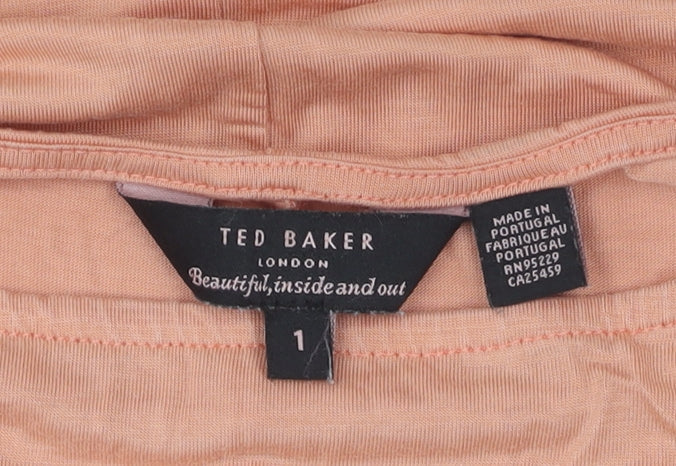 TED BAKER
LONDON
Beautiful, inside and out
1
MADE IN
PORTUGAL
FABRIQUE AU
PORTUGAL
RN95229
CA25459